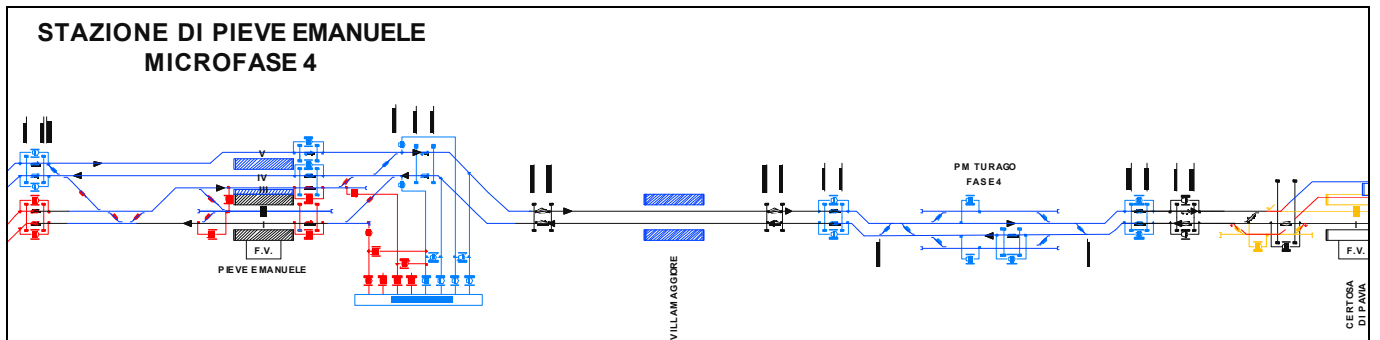 STAZIONE DI PIEVE EMANUELE
MICROFASE 4
V
IV
III
I
F.V.
PIEVE EMANUELE
VILLAMAGGIORE
PM TURAGO
FASE 4
I
F.V.
CERTOSA
DI PAVIA